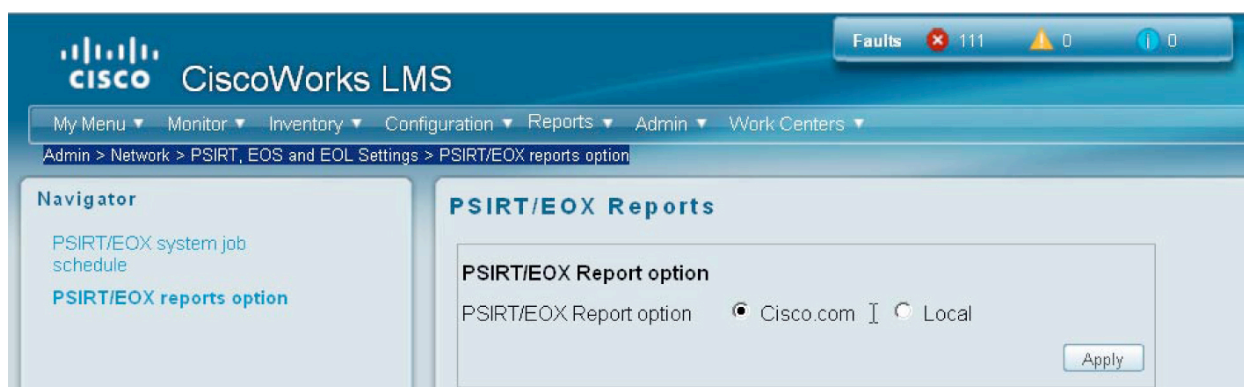 Faults 111 0 0
CISCO CiscoWorks LMS
My Menu Monitor Inventory Configuration Reports Admin Work Centers
Admin > Network > PSIRT, EOS and EOL Settings > PSIRT/EOX reports option
Navigator
PSIRT/EOX system job
schedule
PSIRT/EOX reports option
PSIRT/EOX Reports
PSIRT/EOX Report option
PSIRT/EOX Report option Cisco.com Local
Apply